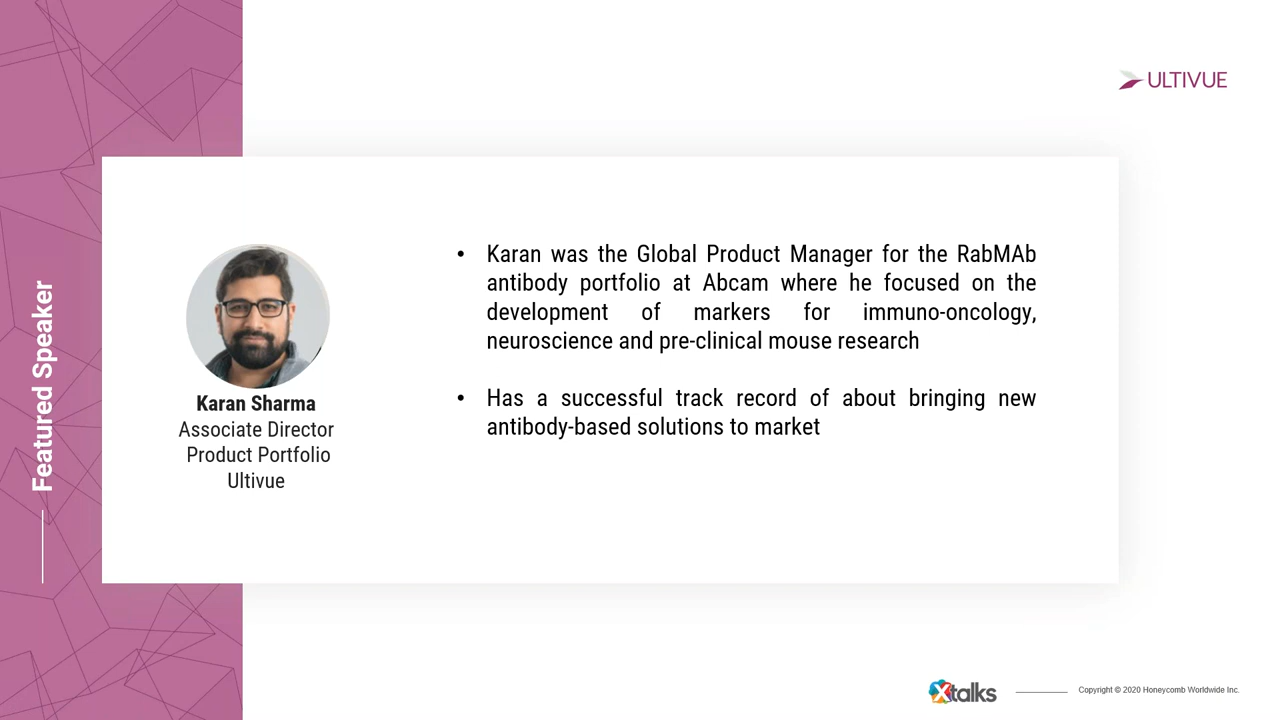 ULTIVUE
Featured Speaker
Karan Sharma
Associate Director
Product Portfolio
Ultivue
• Karan was the Global Product Manager for the RabMAb
antibody portfolio at Abcam where he focused on the
development of markers for immuno-oncology,
neuroscience and pre-clinical mouse research
• Has a successful track record of about bringing new
antibody-based solutions to market
Xtalks
Copyright © 2020 Honeycomb Worldwide Inc.